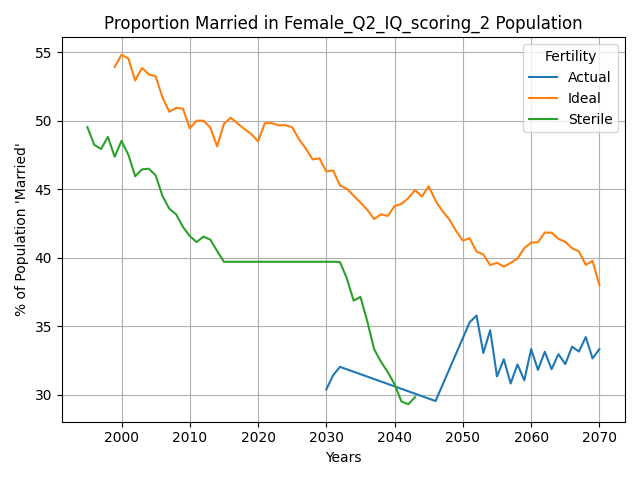 Proportion Married in Female_Q2_IQ_scoring_2 Population
% of Population 'Married'
55
50
45
40
35
30
Fertility
Actual
Ideal
Sterile
2000 2010 2020 2030 2040 2050 2060 2070
Years